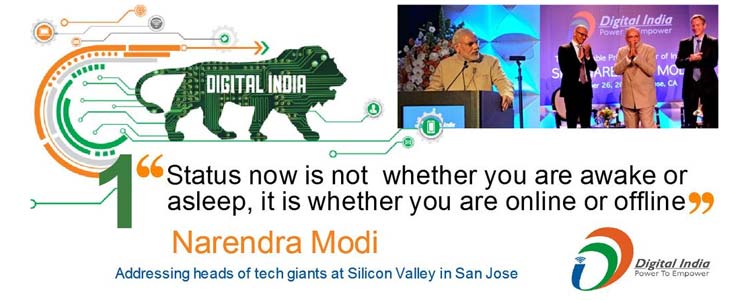 DIGITAL INDIA
Digital India
Power To Empower
1
“Status now is not whether you are awake or
asleep, it is whether you are online or offline”
Narendra Modi
Addressing heads of tech giants at Silicon Valley in San Jose
Digital India
Power To Empower